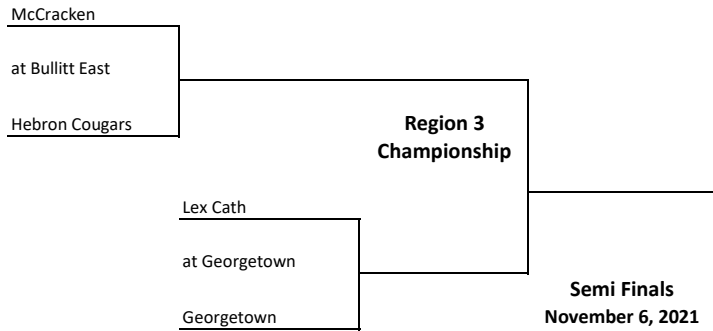 McCracken
at Bullitt East
Hebron Cougars
Region 3
Championship
Lex Cath
at Georgetown
Georgetown
Semi Finals
November 6, 2021